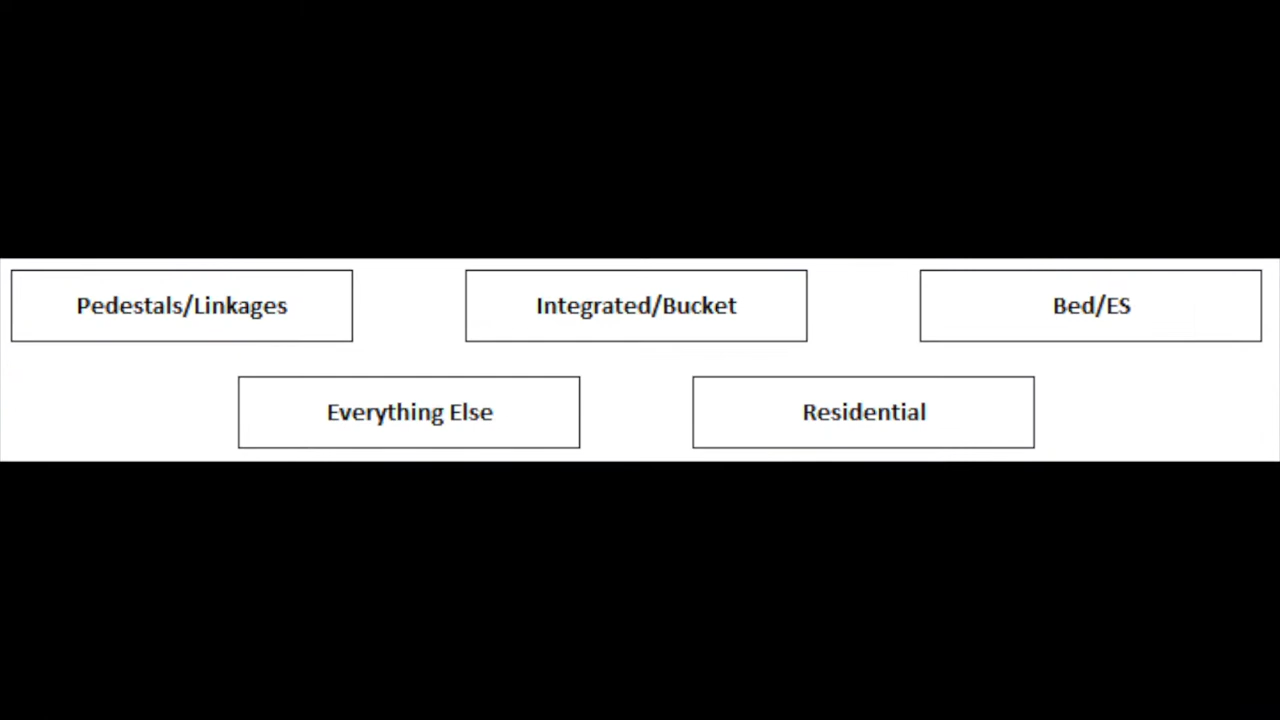 Pedestals/Linkages
Integrated/Bucket
Bed/ES
Everything Else
Residential